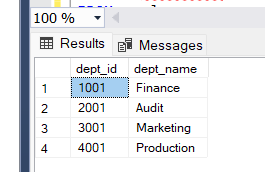 100 %
Results Messages
dept_id dept_name
1 1001 Finance
2 2001 Audit
3 3001 Marketing
4 4001 Production